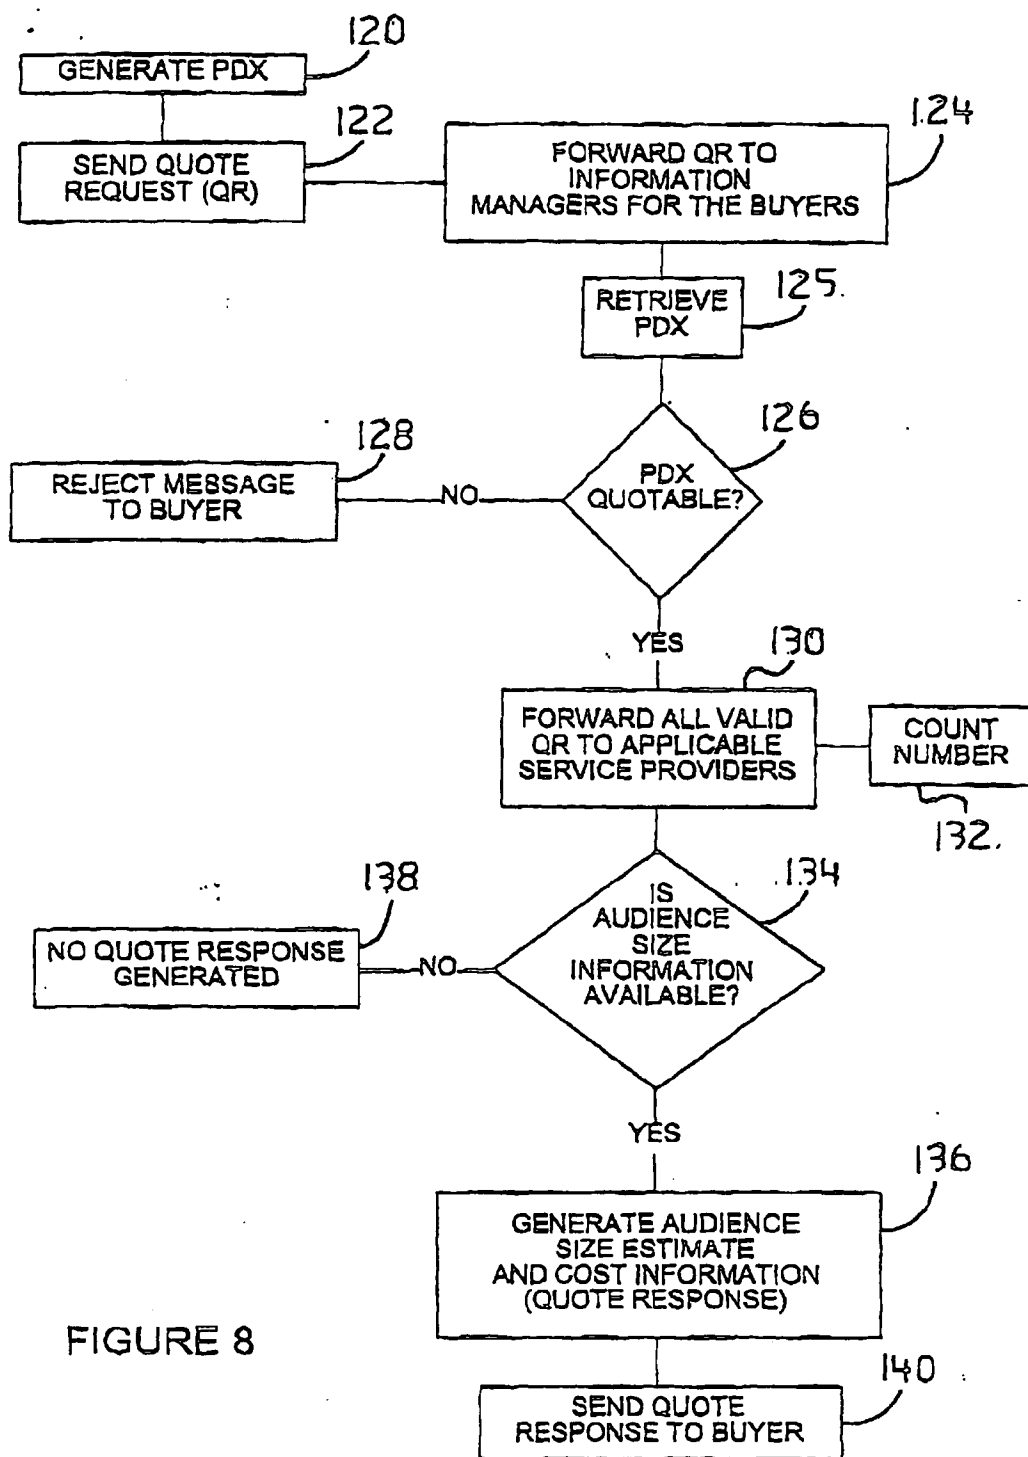 120
GENERATE PDX
122
SEND QUOTE
REQUEST (QR)
124
FORWARD QR TO
INFORMATION
MANAGERS FOR THE BUYERS
125.
RETRIEVE
PDX
126
PDX
QUOTABLE?
128
REJECT MESSAGE
TO BUYER
NO
YES
130
FORWARD ALL VALID
QR TO APPLICABLE
SERVICE PROVIDERS
COUNT
NUMBER
132.
134
IS
AUDIENCE
SIZE
INFORMATION
AVAILABLE?
138
NO QUOTE RESPONSE
GENERATED
NO
YES
136
GENERATE AUDIENCE
SIZE ESTIMATE
AND COST INFORMATION
(QUOTE RESPONSE)
FIGURE 8
140
SEND QUOTE
RESPONSE TO BUYER